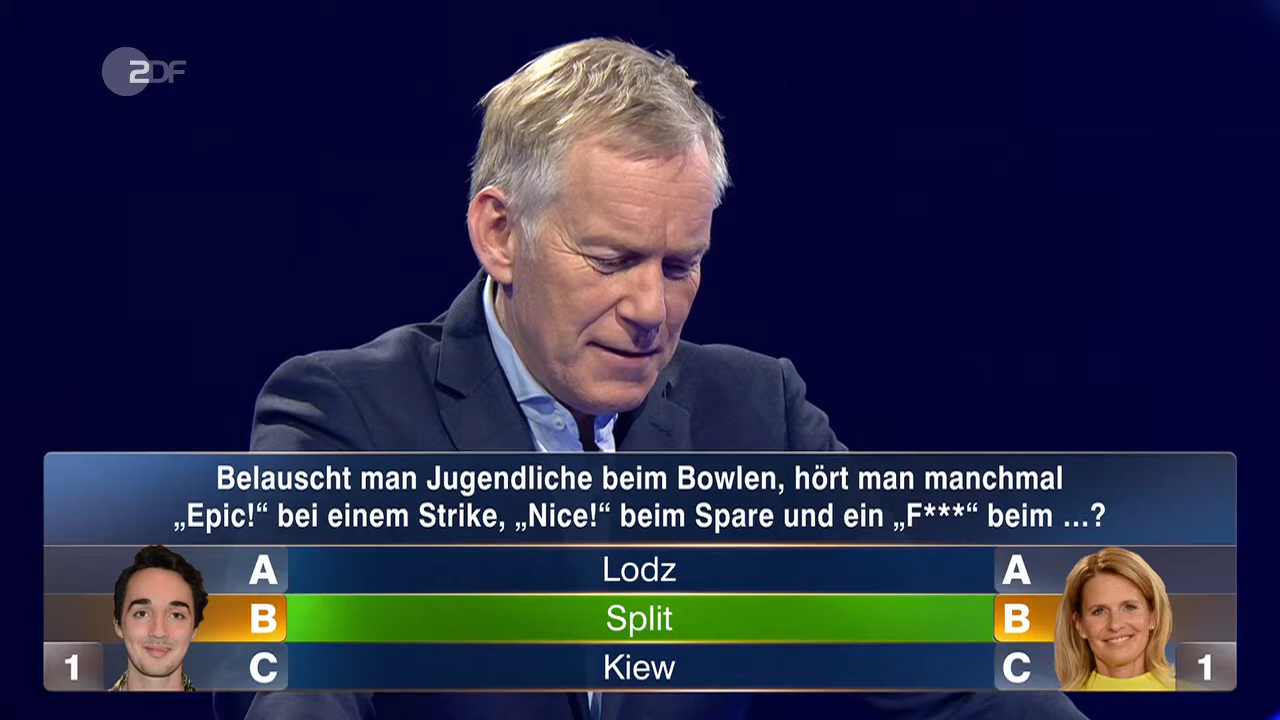 ZDF
Belauscht man Jugendliche beim Bowlen, hört man manchmal
„Epic!“ bei einem Strike, „Nice!“ beim Spare und ein „F***“ beim ...?
A Lodz A
B Split B
1 C Kiew C 1